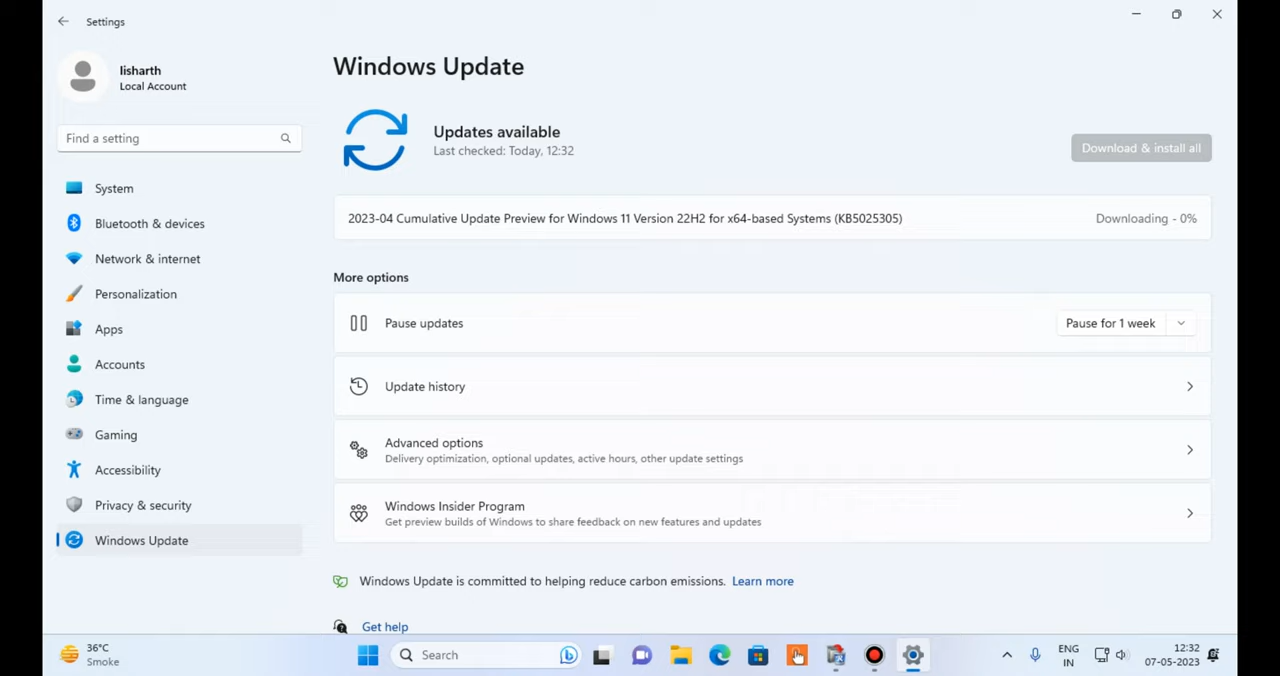 Settings
lisharth
Local Account
Find a setting
System
Bluetooth & devices
Network & internet
Personalization
Apps
Accounts
Time & language
Gaming
Accessibility
Privacy & security
Windows Update
Windows Update
Updates available
Last checked: Today, 12:32
Download & install all
2023-04 Cumulative Update Preview for Windows 11 Version 22H2 for x64-based Systems (KB5025305)
Downloading - 0%
More options
Pause updates
Pause for 1 week
Update history
Advanced options
Delivery optimization, optional updates, active hours, other update settings
Windows Insider Program
Get preview builds of Windows to share feedback on new features and updates
Windows Update is committed to helping reduce carbon emissions. Learn more
Get help
36°C
Smoke
Search
ENG
IN
12:32
07-05-2023